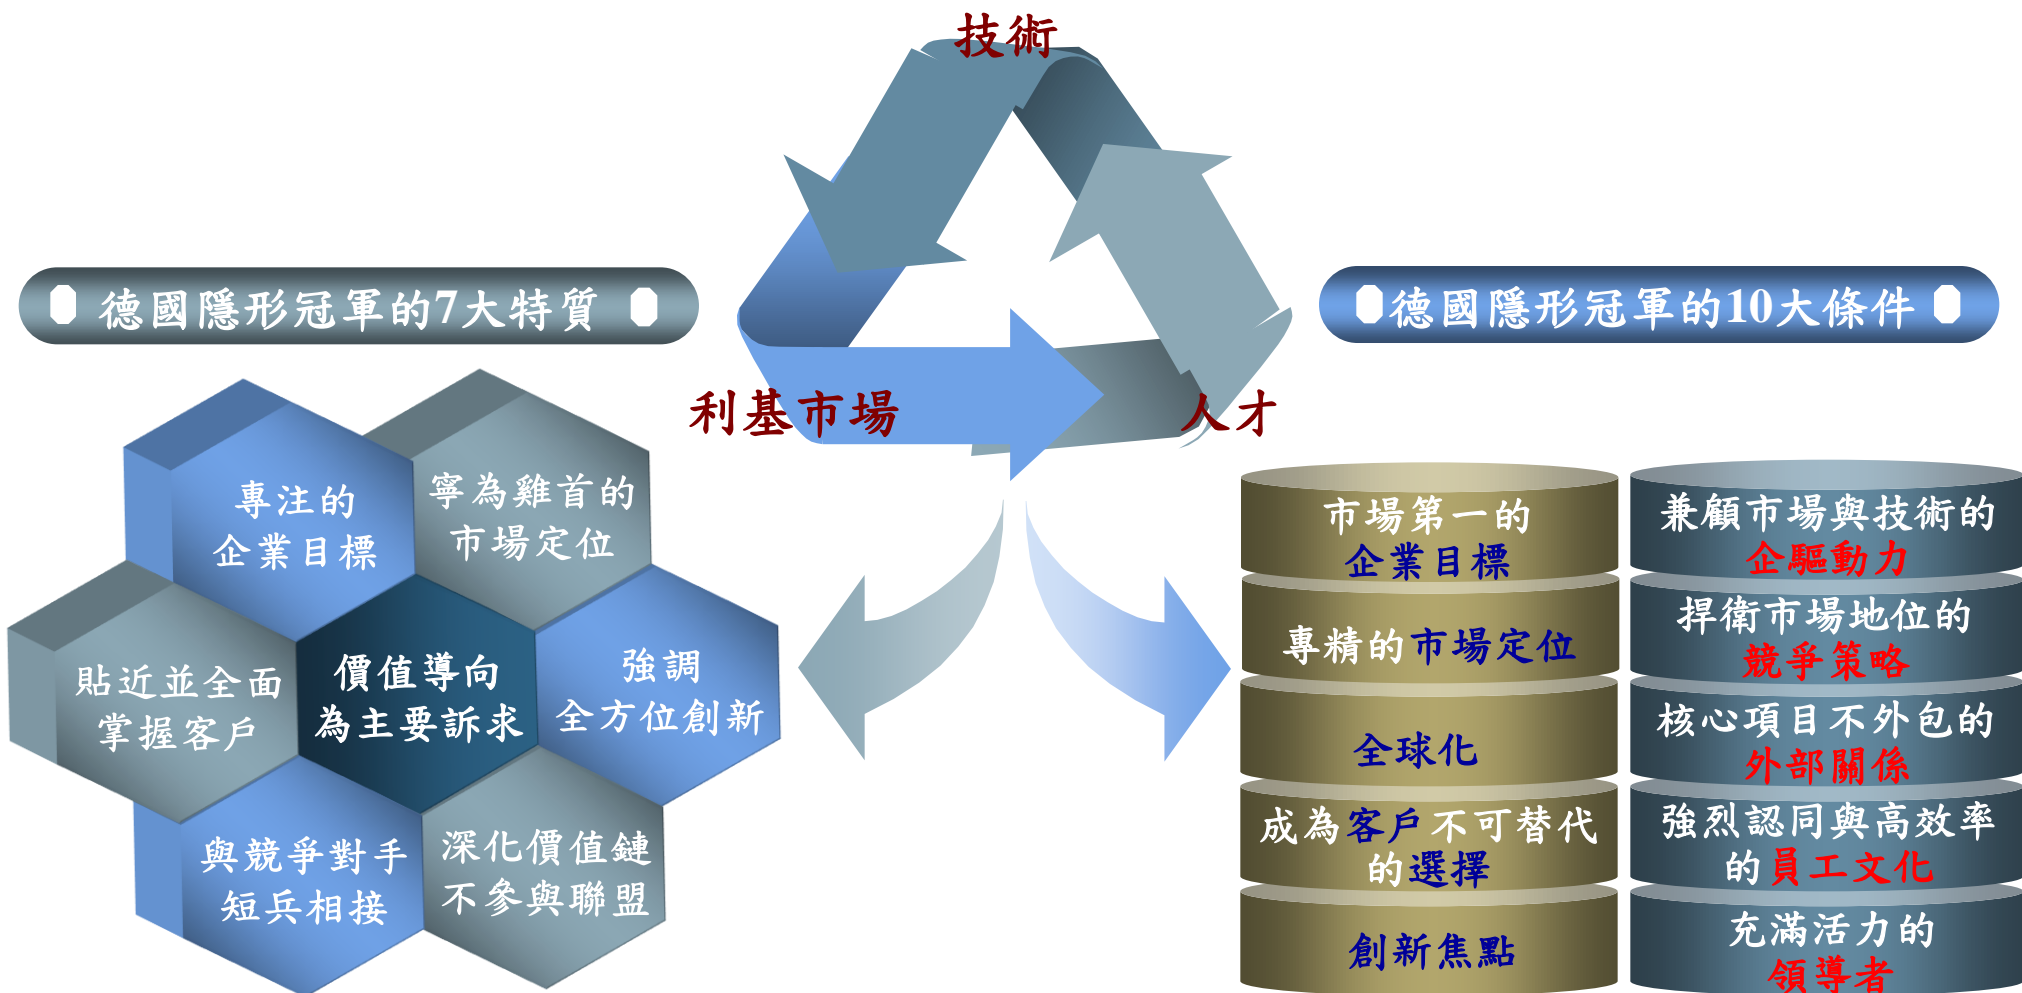 技術
利基市場
人才
德國隱形冠軍的7大特質
專注的
企業目標
寧為雞首的
市場定位
貼近並全面
掌握客戶
價值導向
為主要訴求
強調
全方位創新
與競爭對手
短兵相接
深化價值鏈
不參與聯盟
德國隱形冠軍的10大條件
市場第一的
企業目標
專精的市場定位
全球化
成為客戶不可替代
的選擇
創新焦點
兼顧市場與技術的
企驅動力
捍衛市場地位的
競爭策略
核心項目不外包的
外部關係
強烈認同與高效率
的員工文化
充滿活力的
領導者